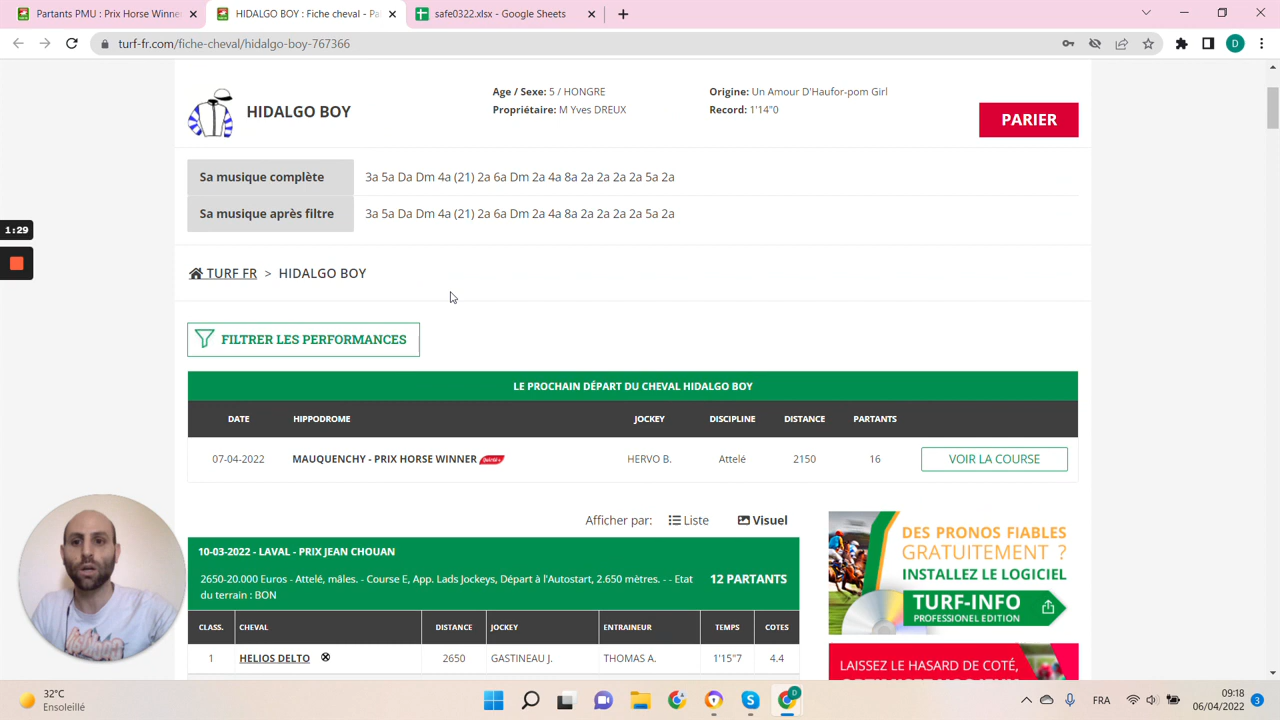 Partants PMU : Prix Horse Winner
HIDALGO BOY : Fiche cheval - Pa
safe0322.xlsx - Google Sheets
turf-fr.com/fiche-cheval/hidalgo-boy-767366
D
HIDALGO BOY
Age / Sexe: 5 / HONGRE
Origine: Un Amour D'Haufor-pom Girl
Propriétaire: M Yves DREUX
Record: 1'14"0
PARIER
Sa musique complète
3a 5a Da Dm 4a (21) 2a 6a Dm 2a 4a 8a 2a 2a 2a 2a 5a 2a
Sa musique après filtre
3a 5a Da Dm 4a (21) 2a 6a Dm 2a 4a 8a 2a 2a 2a 2a 5a 2a
1:29
TURF FR > HIDALGO BOY
FILTRER LES PERFORMANCES
LE PROCHAIN DÉPART DU CHEVAL HIDALGO BOY
DATE HIPPODROME JOCKEY DISCIPLINE DISTANCE PARTANTS
07-04-2022 MAUQUENCHY - PRIX HORSE WINNER Quinté+ HERVO B. Attelé 2150 16 VOIR LA COURSE
Afficher par: Liste Visuel
10-03-2022 - LAVAL - PRIX JEAN CHOUAN
2650-20.000 Euros - Attelé, mâles. - Course E, App. Lads Jockeys, Départ à l'Autostart, 2.650 mètres. - - Etat
du terrain : BON
12 PARTANTS
CLASS. CHEVAL DISTANCE JOCKEY ENTRAINEUR TEMPS COTES
1 HELIOS DELTO 2650 GASTINEAU J. THOMAS A. 1'15"7 4.4
DES PRONOS FIABLES
GRATUITEMENT ?
INSTALLEZ LE LOGICIEL
TURF-INFO
PROFESSIONEL EDITION
LAISSEZ LE HASARD DE COTÉ,
32°C
Ensoleillé
D
FRA
09:18
06/04/2022
3